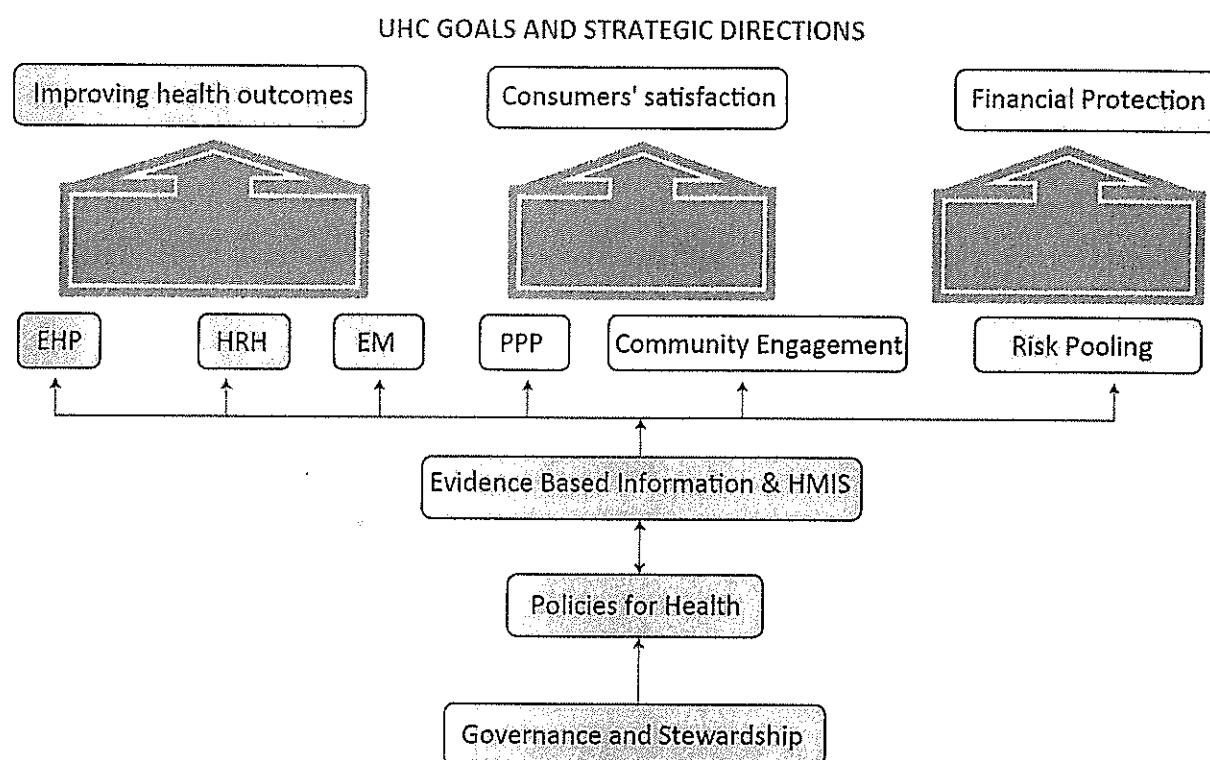 UHC GOALS AND STRATEGIC DIRECTIONS
Improving health outcomes
Consumers' satisfaction
Financial Protection
EHP
HRH
EM
PPP
Community Engagement
Risk Pooling
Evidence Based Information & HMIS
Policies for Health
Governance and Stewardship